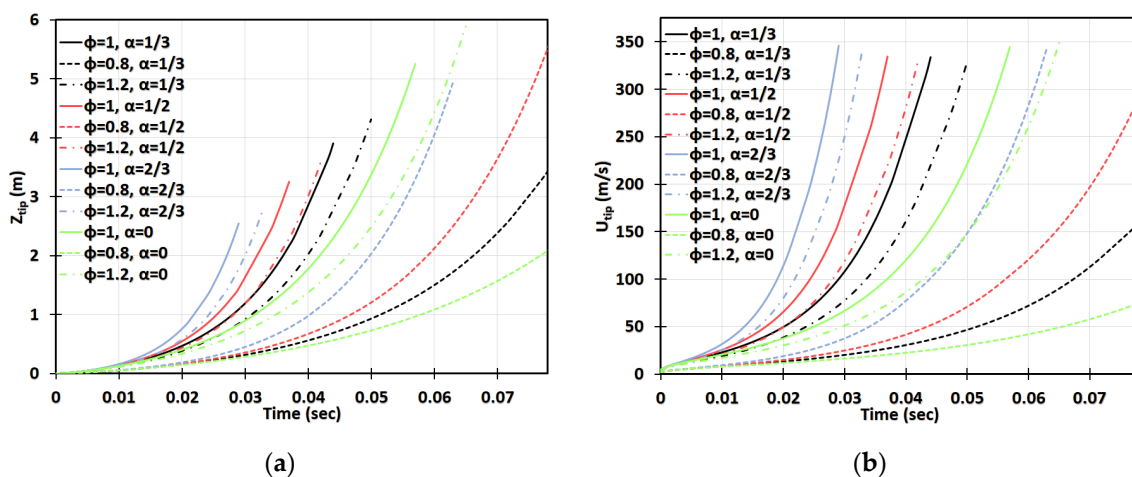 6
5
4
3
2
1
0
Z_tip (m)
ϕ=1, α=1/3
ϕ=0.8, α=1/3
ϕ=1.2, α=1/3
ϕ=1, α=1/2
ϕ=0.8, α=1/2
ϕ=1.2, α=1/2
ϕ=1, α=2/3
ϕ=0.8, α=2/3
ϕ=1.2, α=2/3
ϕ=1, α=0
ϕ=0.8, α=0
ϕ=1.2, α=0
0 0.01 0.02 0.03 0.04 0.05 0.06 0.07
Time (sec)
(a)
350
300
250
200
150
100
50
0
U_tip (m/s)
ϕ=1, α=1/3
ϕ=0.8, α=1/3
ϕ=1.2, α=1/3
ϕ=1, α=1/2
ϕ=0.8, α=1/2
ϕ=1.2, α=1/2
ϕ=1, α=2/3
ϕ=0.8, α=2/3
ϕ=1.2, α=2/3
ϕ=1, α=0
ϕ=0.8, α=0
ϕ=1.2, α=0
0 0.01 0.02 0.03 0.04 0.05 0.06 0.07
Time (sec)
(b)